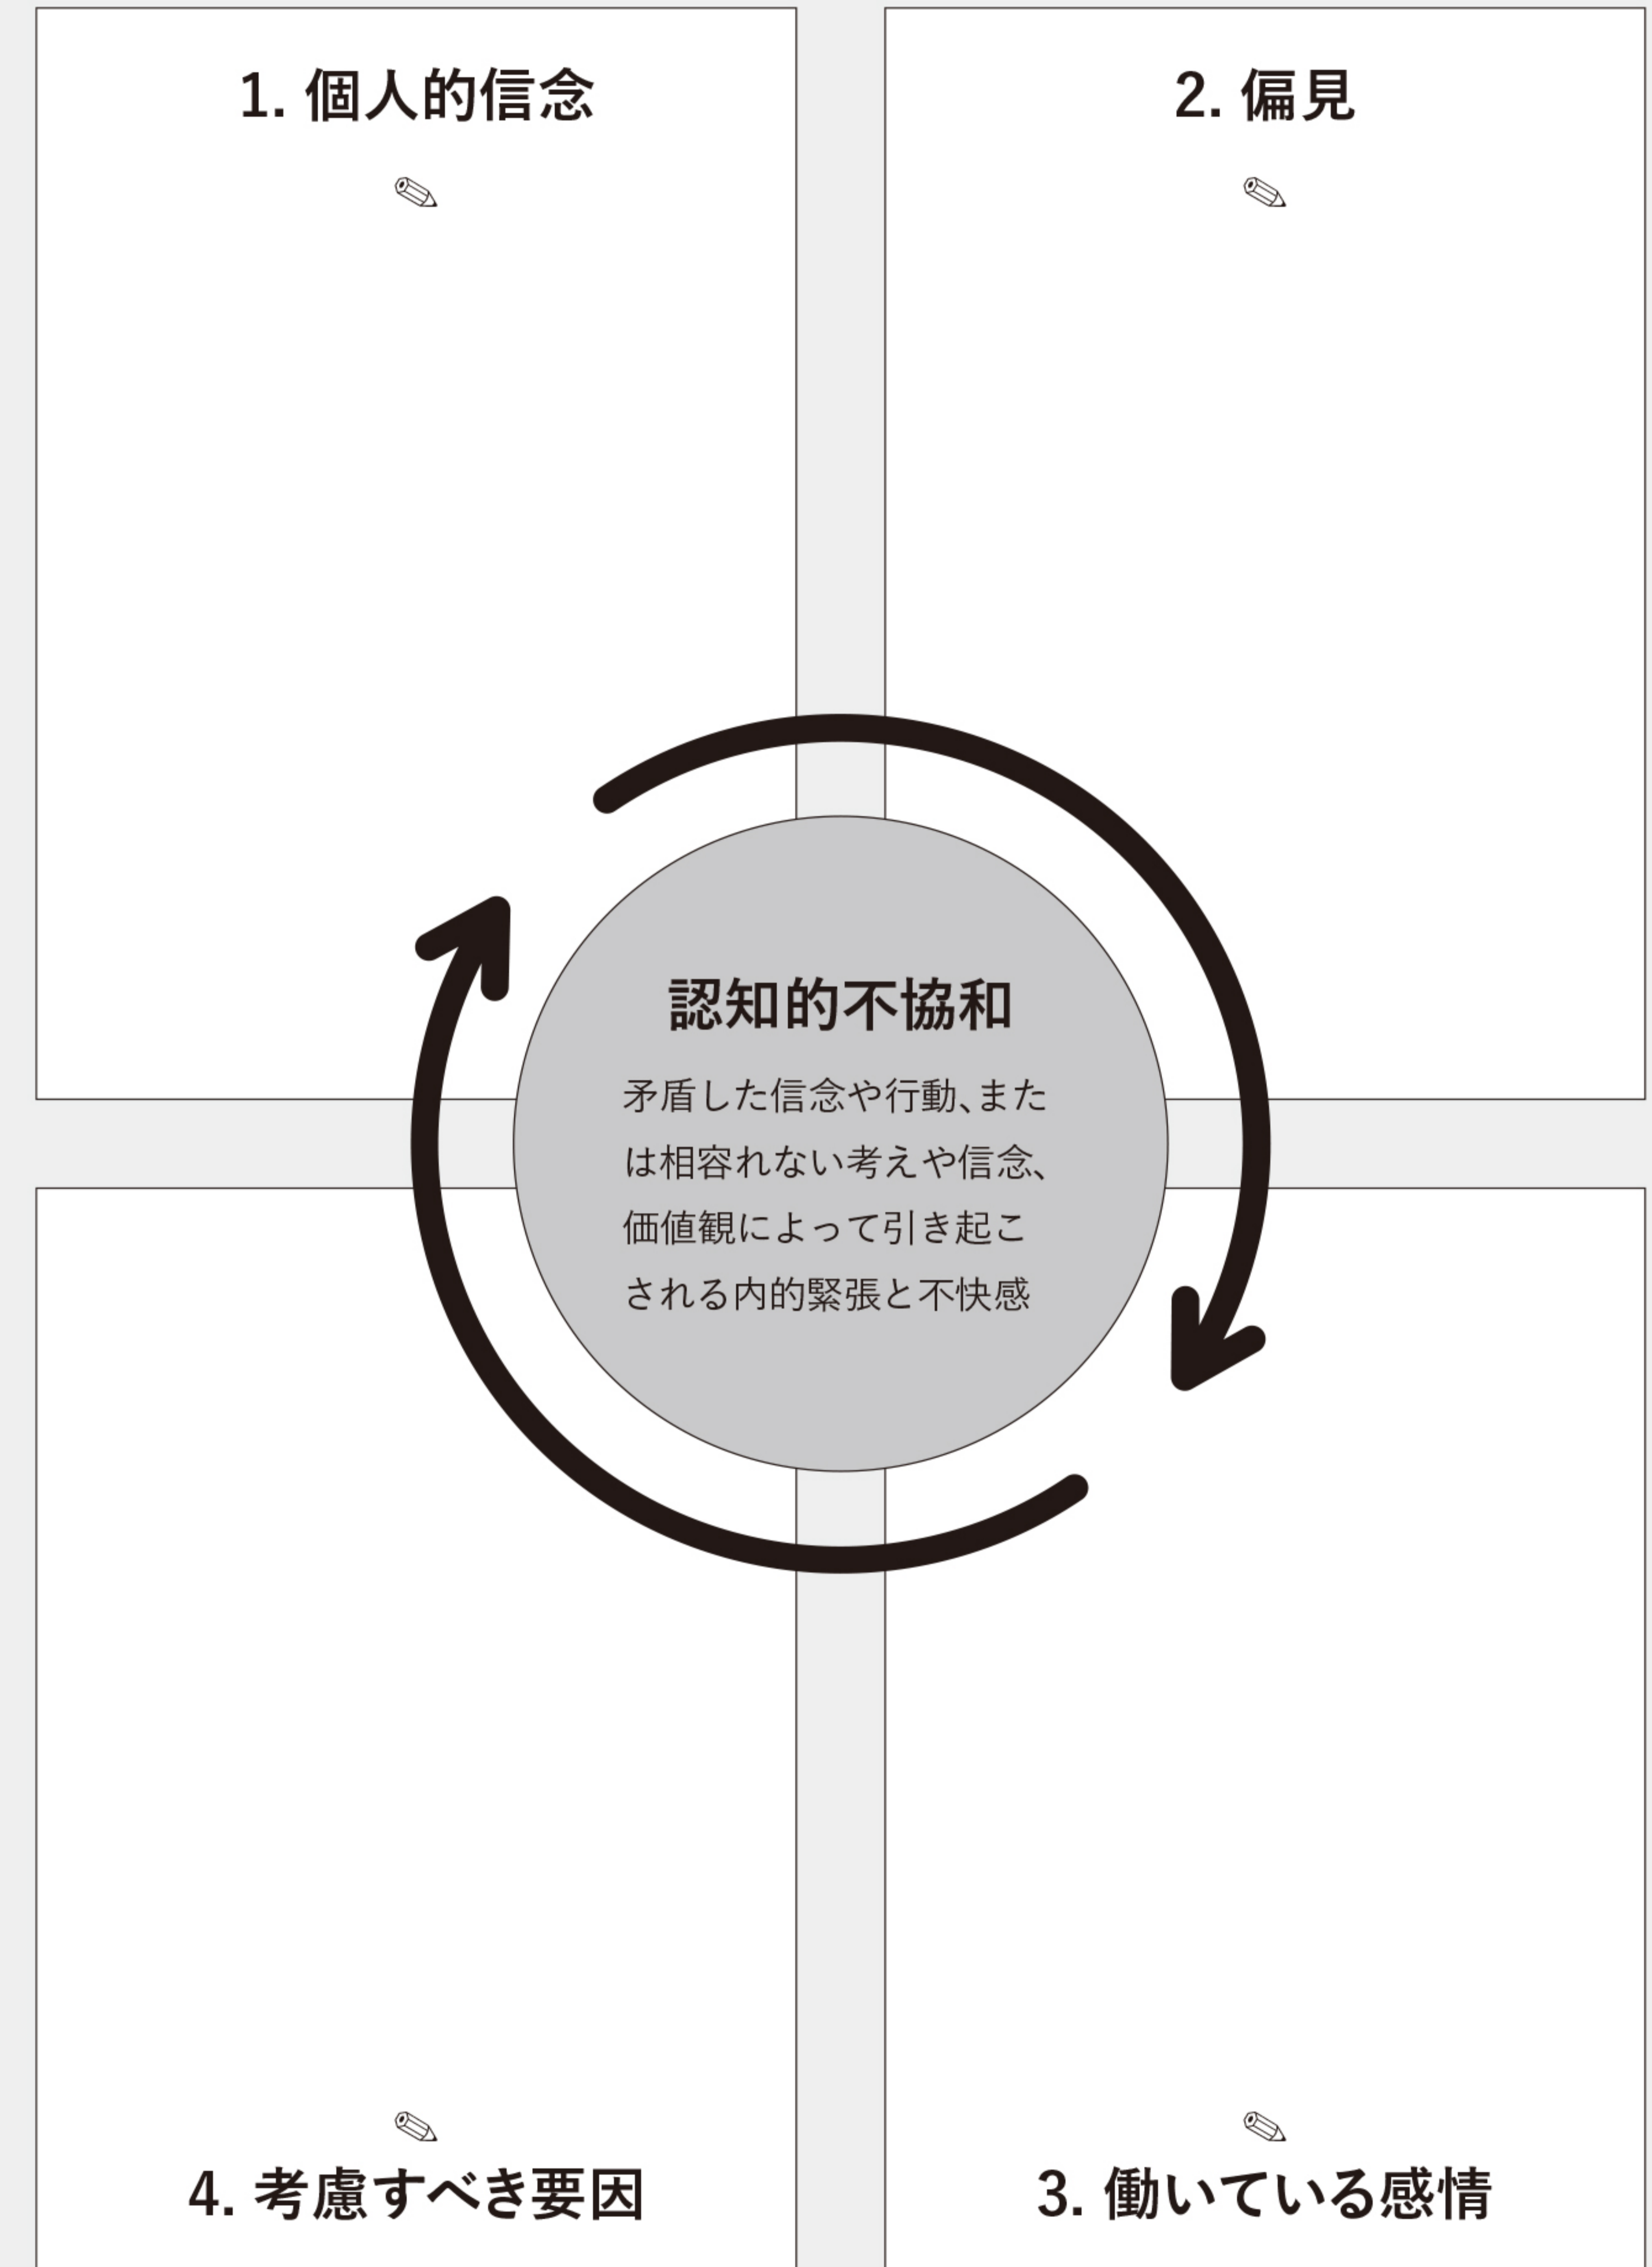 1. 個人的信念
2. 偏見
認知的不協和
矛盾した信念や行動、また
は相容れない考えや信念、
価値観によって引き起こ
される内的緊張と不快感
4. 考慮すべき要因
3. 働いている感情